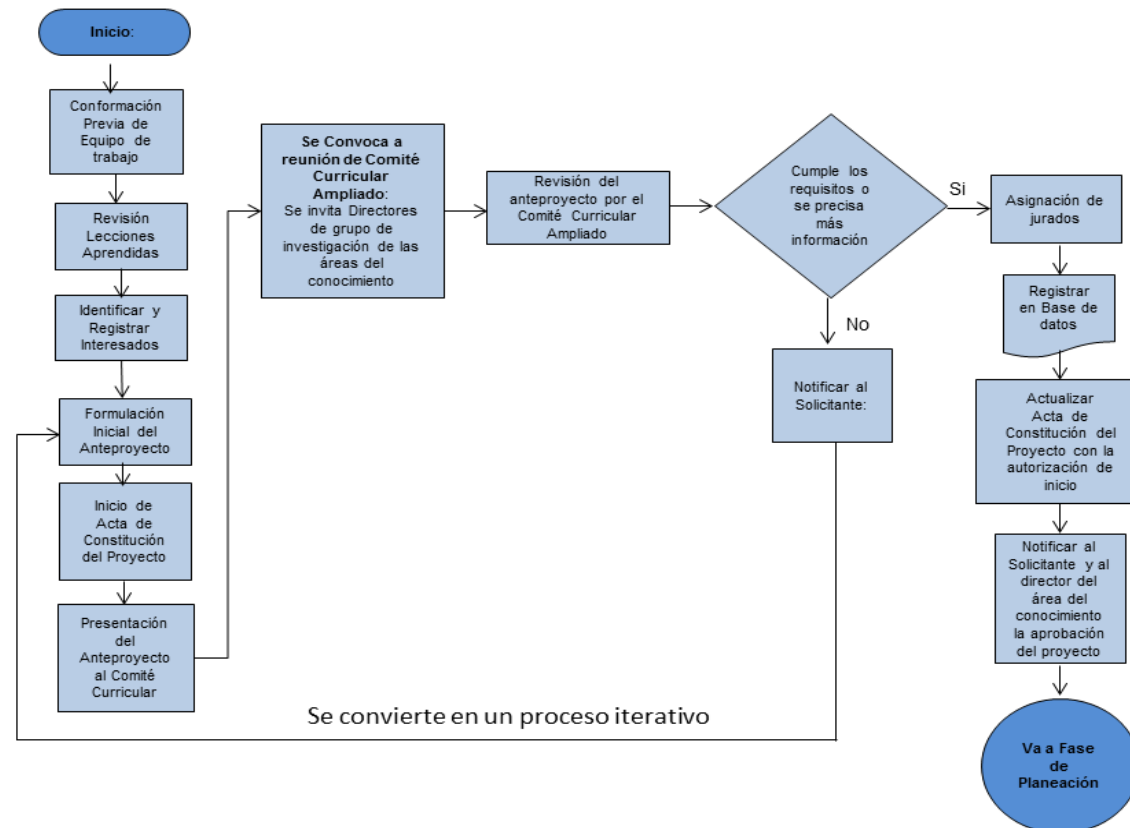 Inicio:
Conformación
Previa de
Equipo de
trabajo
Revisión
Lecciones
Aprendidas
Identificar y
Registrar
Interesados
Formulación
Inicial del
Anteproyecto
Inicio de
Acta de
Constitución
del Proyecto
Presentación
del
Anteproyecto
al Comité
Curricular
Se Convoca a
reunión de Comité
Curricular
Ampliado:
Se invita Directores
de grupo de
investigación de las
áreas del
conocimiento
Revisión del
anteproyecto por el
Comité Curricular
Ampliado
Cumple los
requisitos o
se precisa
más
información
Si
No
Notificar al
Solicitante:
Asignación de
jurados
Registrar
en Base de
datos
Actualizar
Acta de
Constitución del
Proyecto con la
autorización de
inicio
Notificar al
Solicitante y al
director del
área del
conocimiento
la aprobación
del proyecto
Va a Fase
de
Planeación
Se convierte en un proceso iterativo